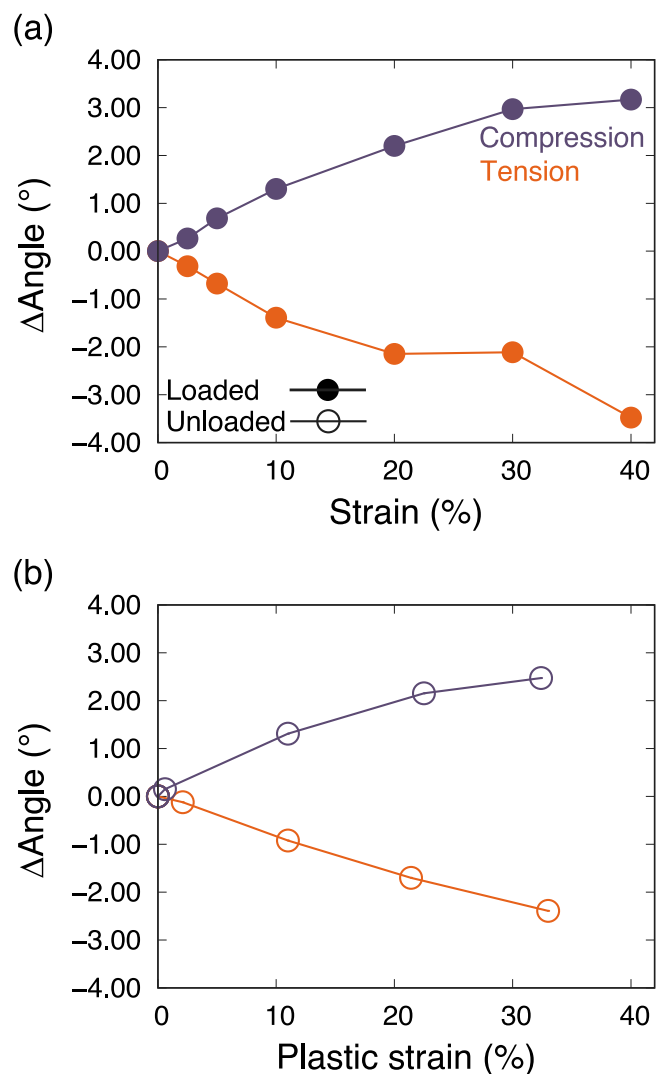 (a)
4.00
3.00
2.00
1.00
0.00
−1.00
−2.00
−3.00
−4.00
ΔAngle (°)
Compression
Tension
Loaded
Unloaded
0 10 20 30 40
Strain (%)
(b)
4.00
3.00
2.00
1.00
0.00
−1.00
−2.00
−3.00
−4.00
ΔAngle (°)
0 10 20 30 40
Plastic strain (%)